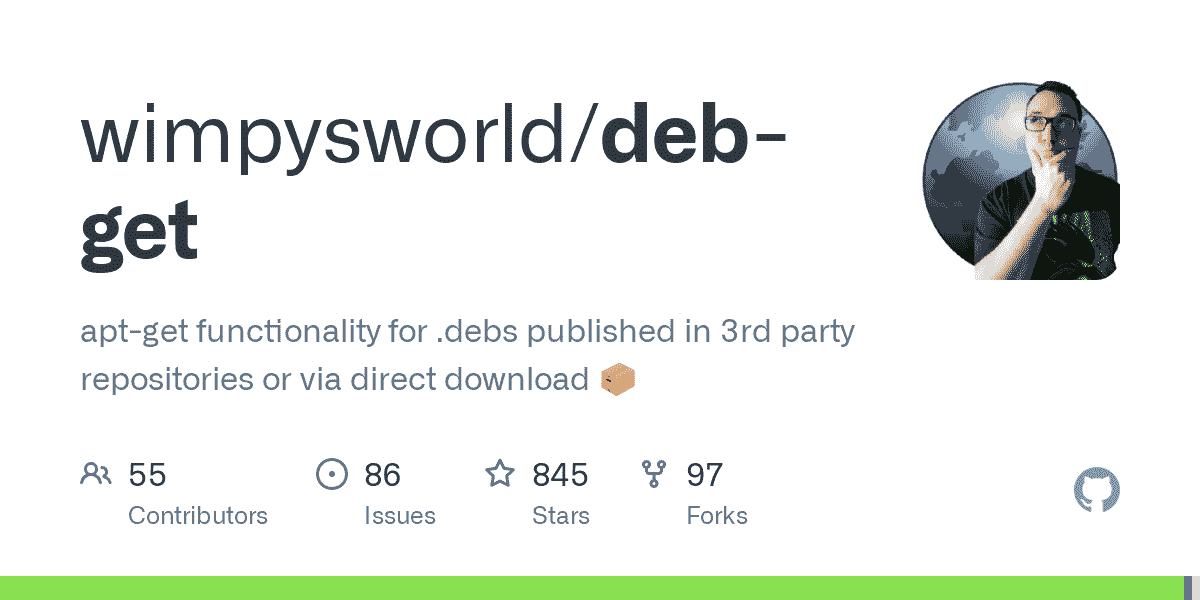 wimpysworld/deb-
get
apt-get functionality for .debs published in 3rd party
repositories or via direct download
55 86 845 97
Contributors Issues Stars Forks